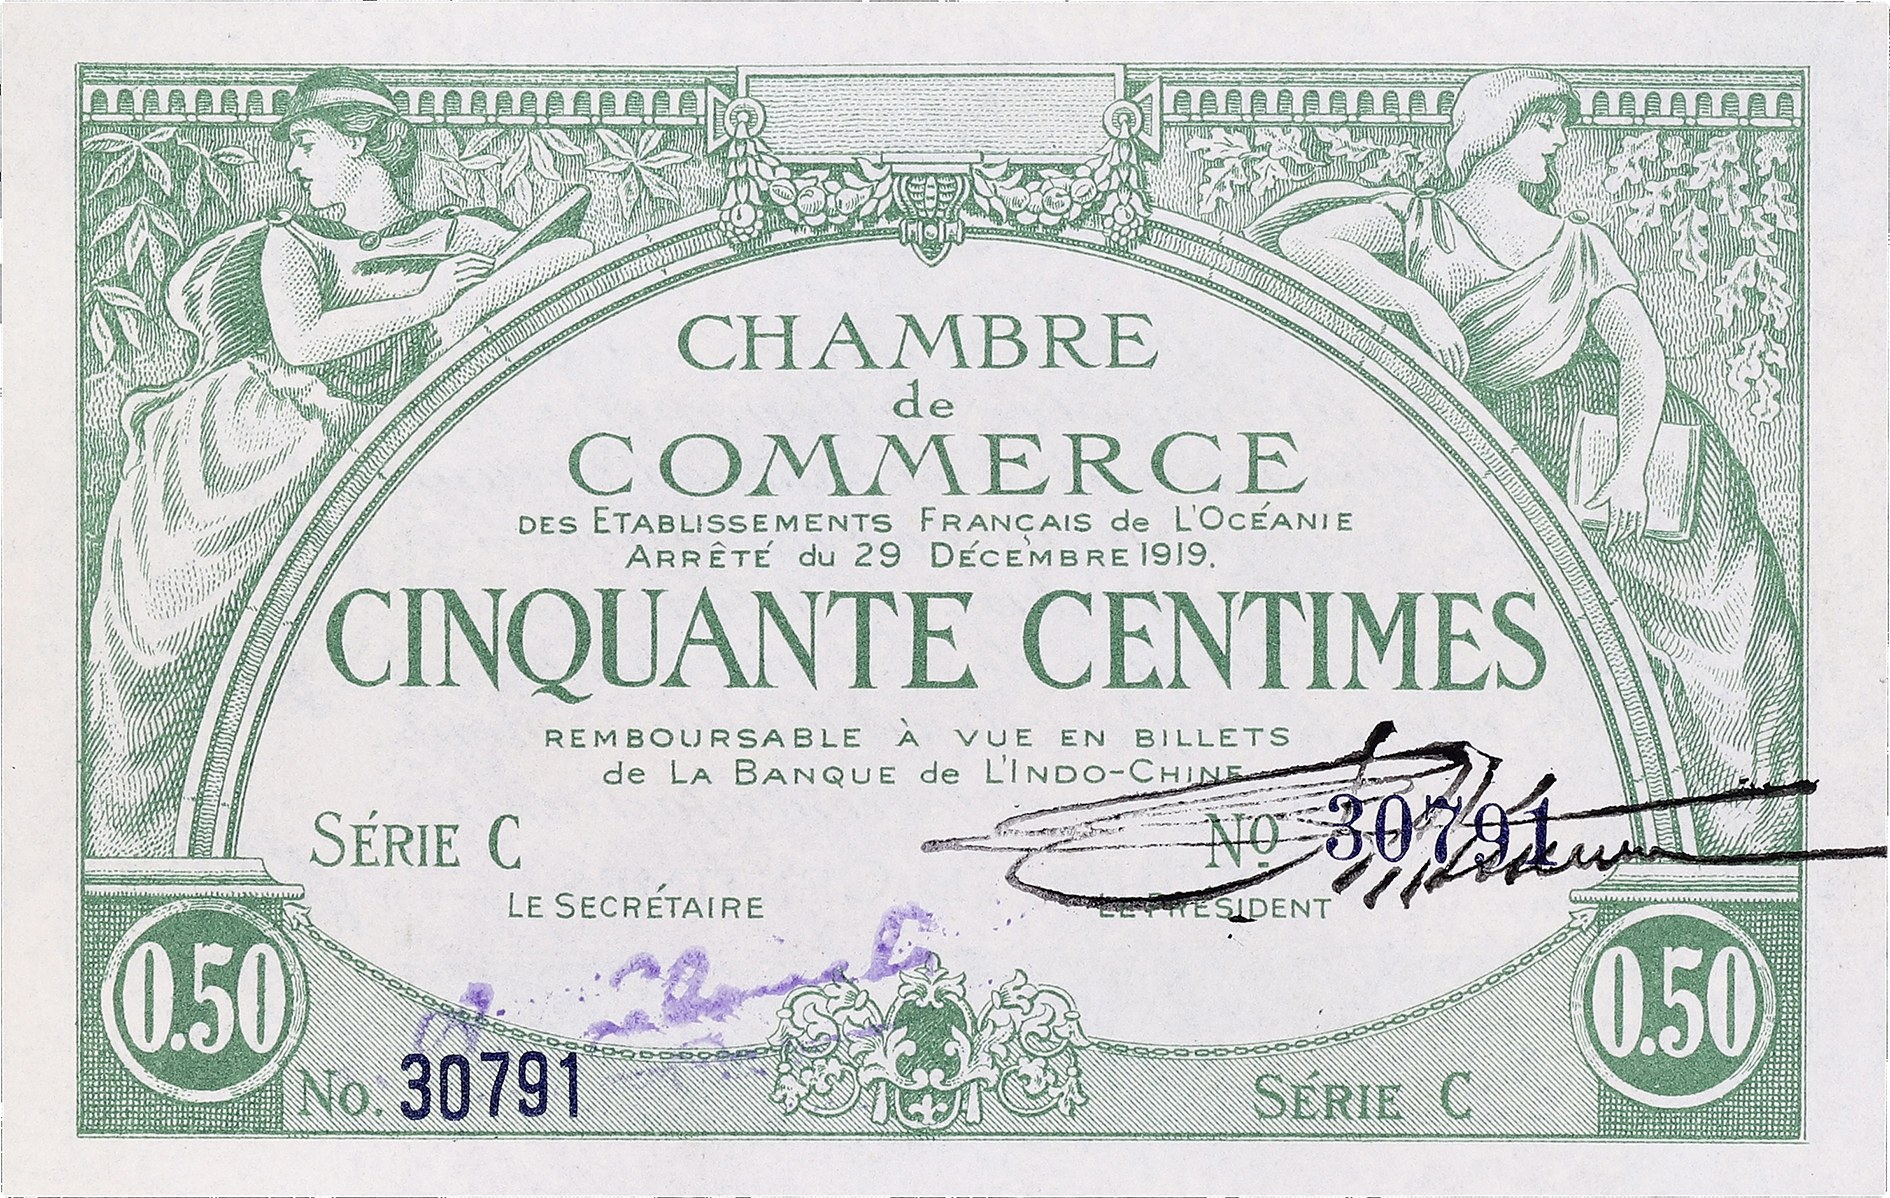 CHAMBRE
de
COMMERCE
DES ETABLISSEMENTS FRANÇAIS de L'OCÉANIE
ARRÊTÉ du 29 DÉCEMBRE 1919.
CINQUANTE CENTIMES
REMBOURSABLE À VUE EN BILLETS
de LA BANQUE de L'INDO-CHINE
SÉRIE C Nº 30791
LE SECRÉTAIRE LE PRÉSIDENT
0.50 0.50
No. 30791 SÉRIE C